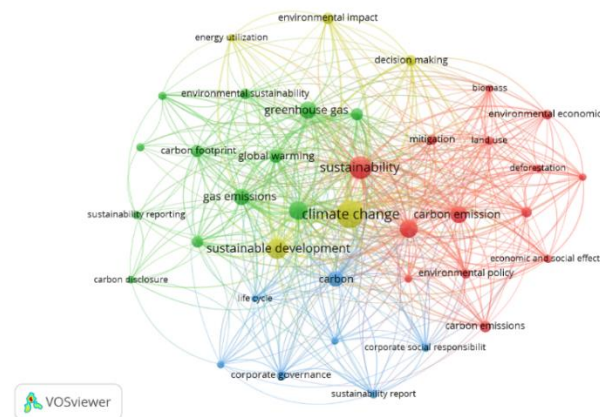 environmental impact
energy utilization
decision making
biomass
environmental sustainability
greenhouse gas
environmental economic
mitigation
land use
carbon footprint
global warming
sustainability
deforestation
gas emissions
sustainability reporting
climate change
carbon emission
sustainable development
economic and social effect
carbon disclosure
carbon
environmental policy
life cycle
carbon emissions
corporate social responsibilit
corporate governance
sustainability report
VOSviewer